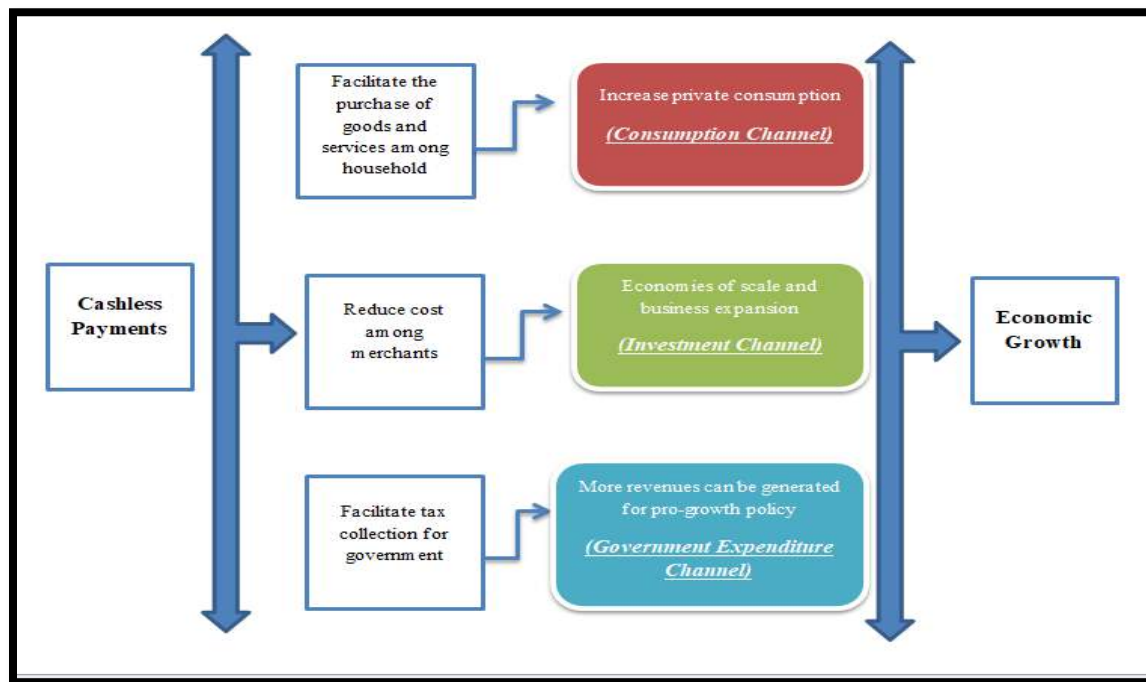 Cashless
Payments
Facilitate the
purchase of
goods and
services among
household
Increase private consumption
(Consumption Channel)
Reduce cost
among
merchants
Economies of scale and
business expansion
(Investment Channel)
Facilitate tax
collection for
government
More revenues can be generated
for pro-growth policy
(Government Expenditure
Channel)
Economic
Growth